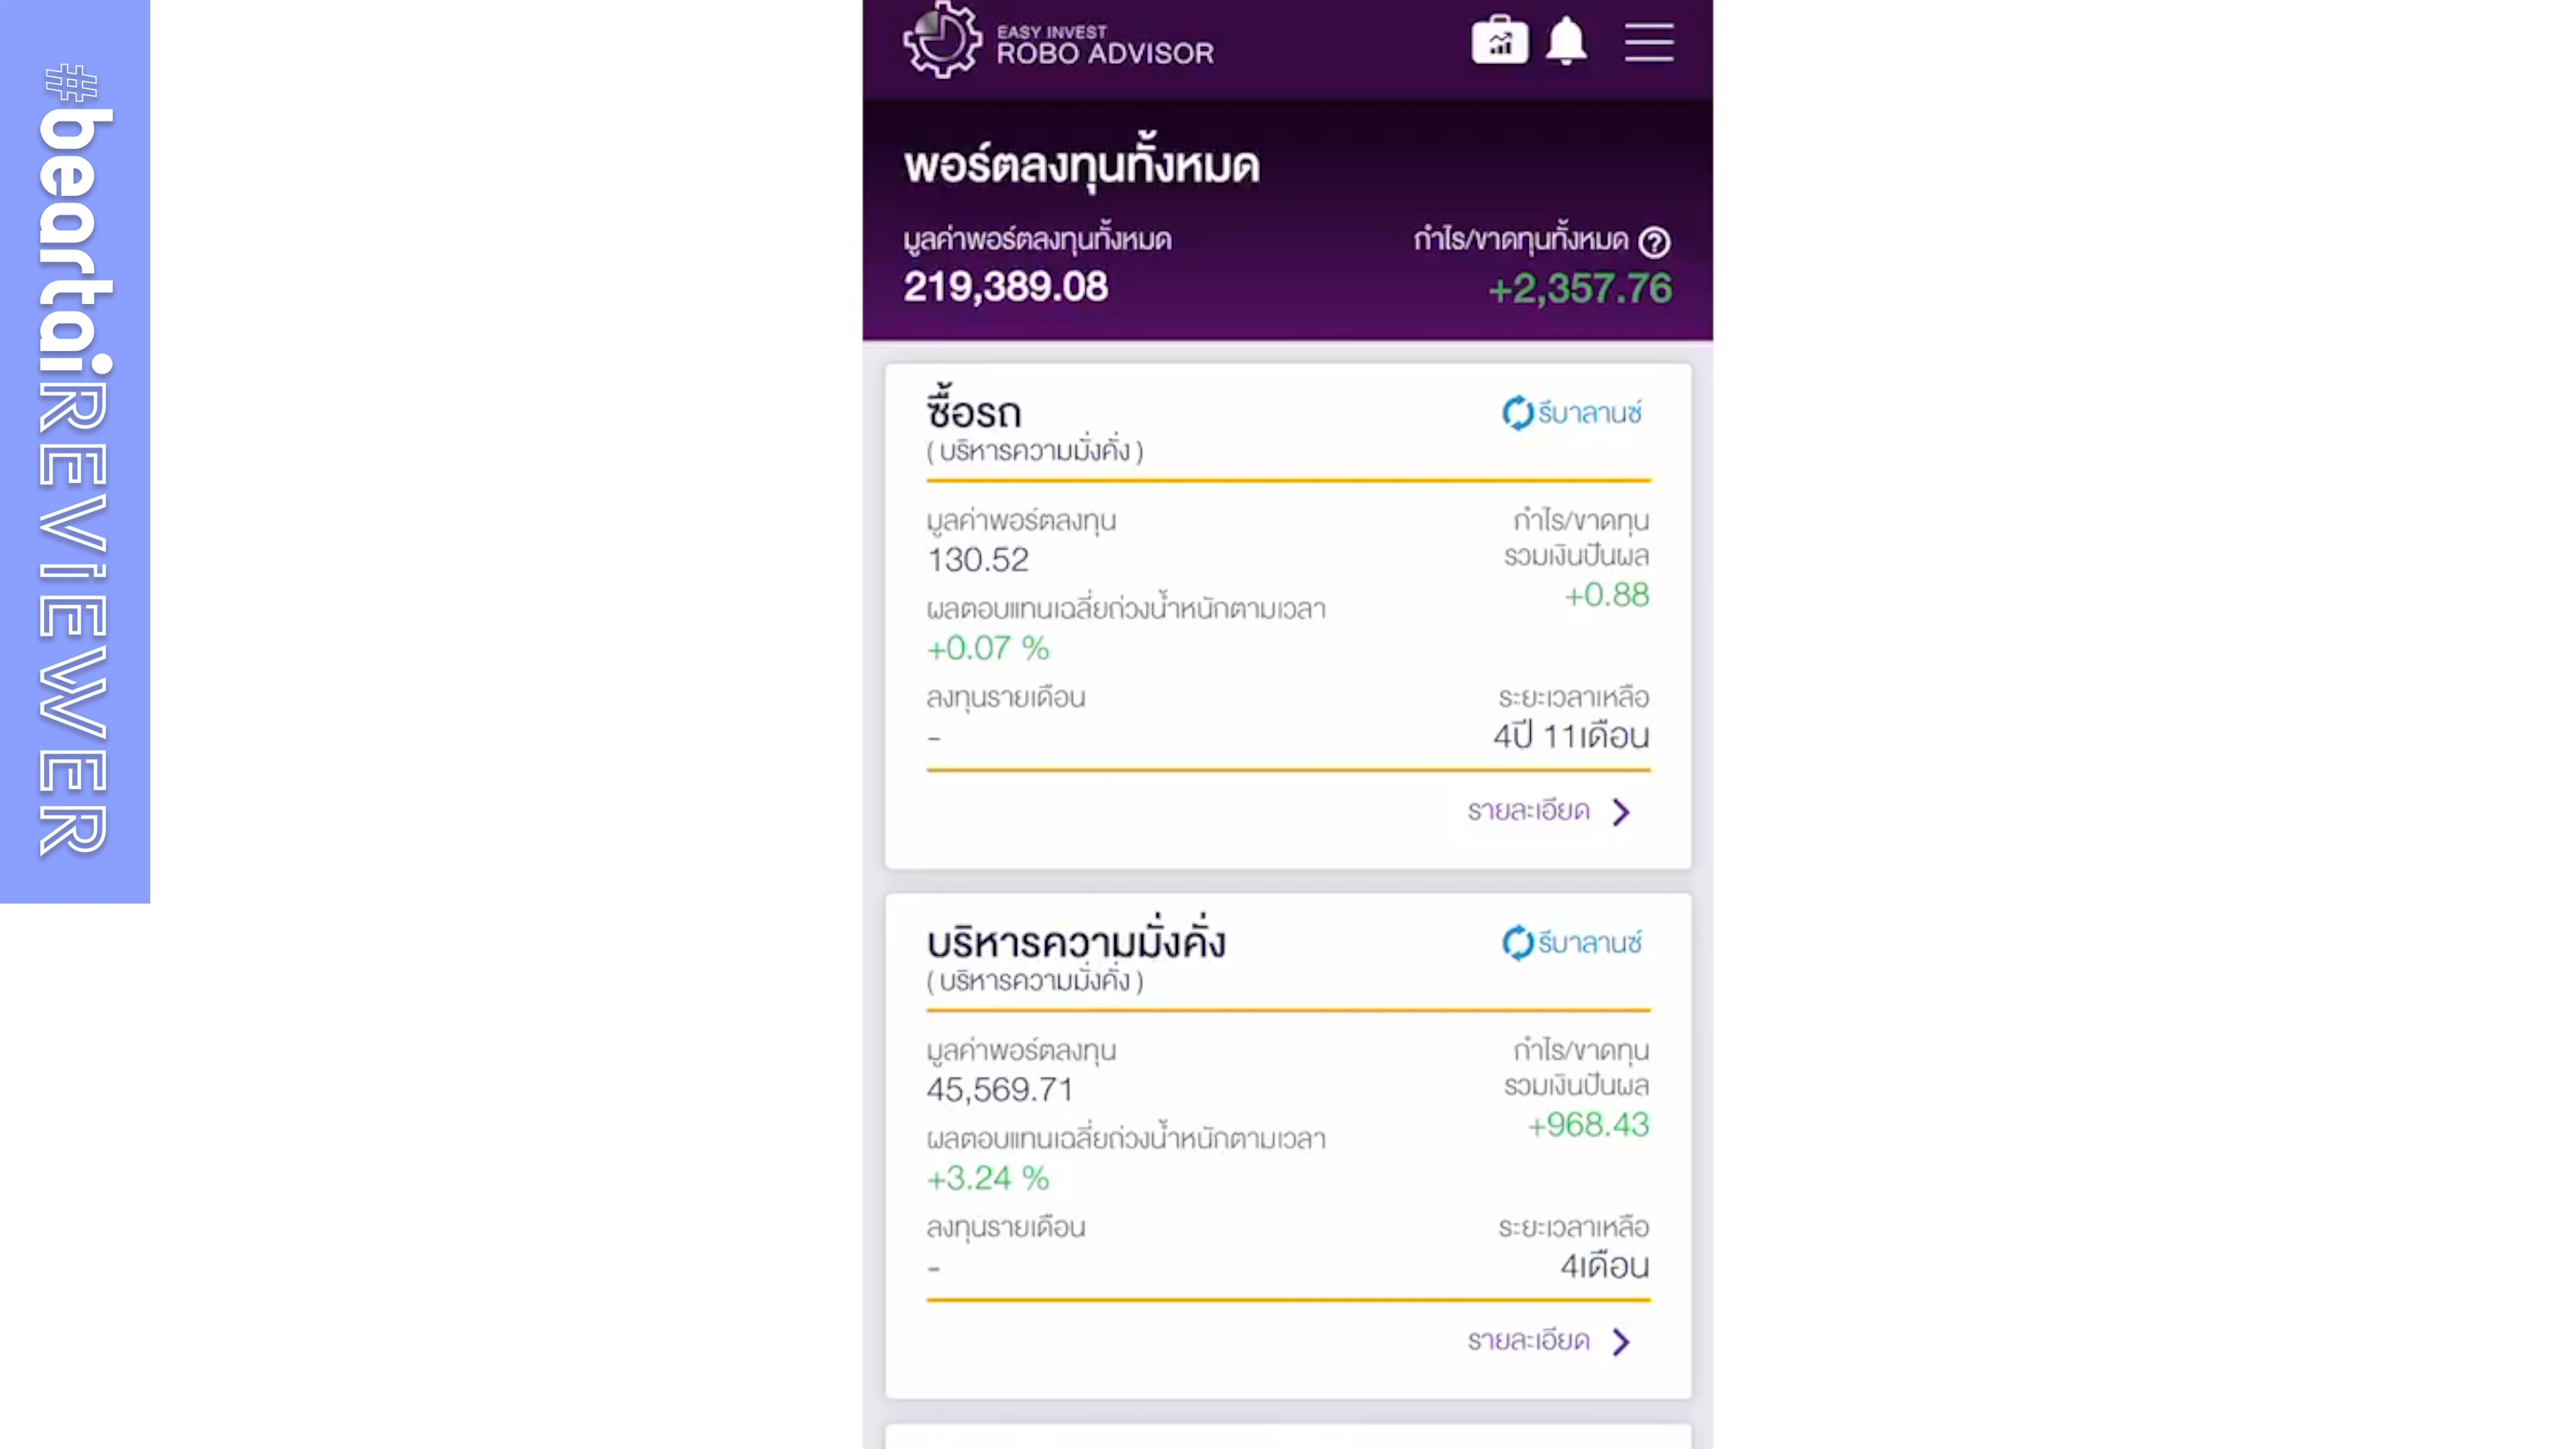 #beartaiREVIEWER
EASY INVEST
ROBO ADVISOR
พอร์ตลงทุนทั้งหมด
มูลค่าพอร์ตลงทุนทั้งหมด
219,389.08
กำไร/ขาดทุนทั้งหมด ?
+2,357.76
ซื้อรถ
รีบาลานซ์
( บริหารความมั่งคั่ง )
มูลค่าพอร์ตลงทุน
130.52
กำไร/ขาดทุน
รวมเงินปันผล
+0.88
ผลตอบแทนเฉลี่ยถ่วงน้ำหนักตามเวลา
+0.07 %
ลงทุนรายเดือน
-
ระยะเวลาเหลือ
4ปี 11เดือน
รายละเอียด
บริหารความมั่งคั่ง
รีบาลานซ์
( บริหารความมั่งคั่ง )
มูลค่าพอร์ตลงทุน
45,569.71
กำไร/ขาดทุน
รวมเงินปันผล
+968.43
ผลตอบแทนเฉลี่ยถ่วงน้ำหนักตามเวลา
+3.24 %
ลงทุนรายเดือน
-
ระยะเวลาเหลือ
4เดือน
รายละเอียด